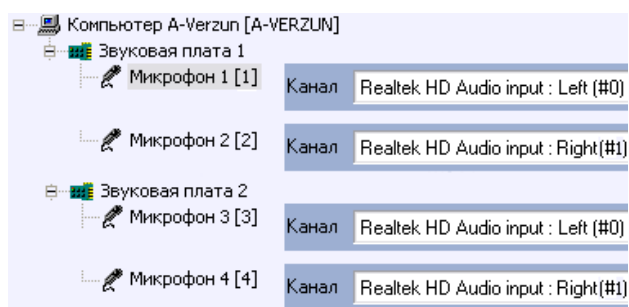 Компьютер A-Verzun [A-VERZUN]
Звуковая плата 1
Микрофон 1 [1]
Канал Realtek HD Audio input : Left (#0)
Микрофон 2 [2]
Канал Realtek HD Audio input : Right(#1)
Звуковая плата 2
Микрофон 3 [3]
Канал Realtek HD Audio input : Left (#0)
Микрофон 4 [4]
Канал Realtek HD Audio input : Right(#1)